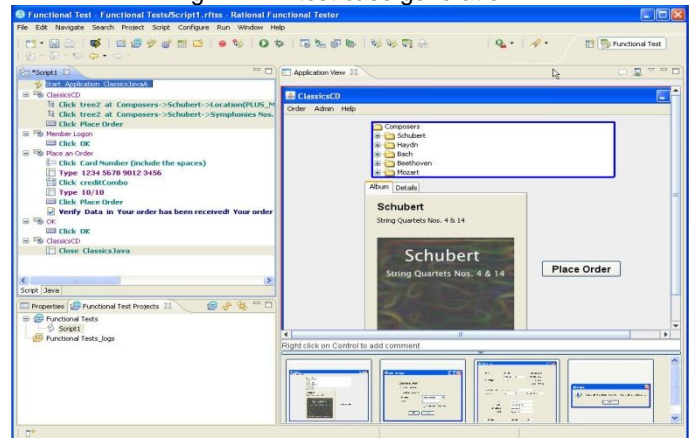 test case generation
Functional Test - Functional Tests/Script1.rftss - Rational Functional Tester
File Edit Navigate Search Project Script Configure Run Window Help
Functional Test
*Script1
Start Application ClassicsJavaA
ClassicsCD
Click tree2 at Composers->Schubert->Location(PLUS_M
Click tree2 at Composers->Schubert->Symphonies Nos.
Click Place Order
Member Logon
Click OK
Place an Order
Click Card Number (include the spaces)
Type 1234 5678 9012 3456
Click creditCombo
Type 10/10
Click Place Order
Verify Data in Your order has been received! Your order
OK
Click OK
ClassicsCD
Close ClassicsJava
Script Java
Properties Functional Test Projects
Functional Tests
Script1
Functional Tests_logs
Application View
ClassicsCD
Order Admin Help
Composers
Schubert
Haydn
Bach
Beethoven
Mozart
Album Details
Schubert
String Quartets Nos. 4 & 14
Schubert
String Quartets Nos. 4 & 14
Place Order
Right click on Control to add comment